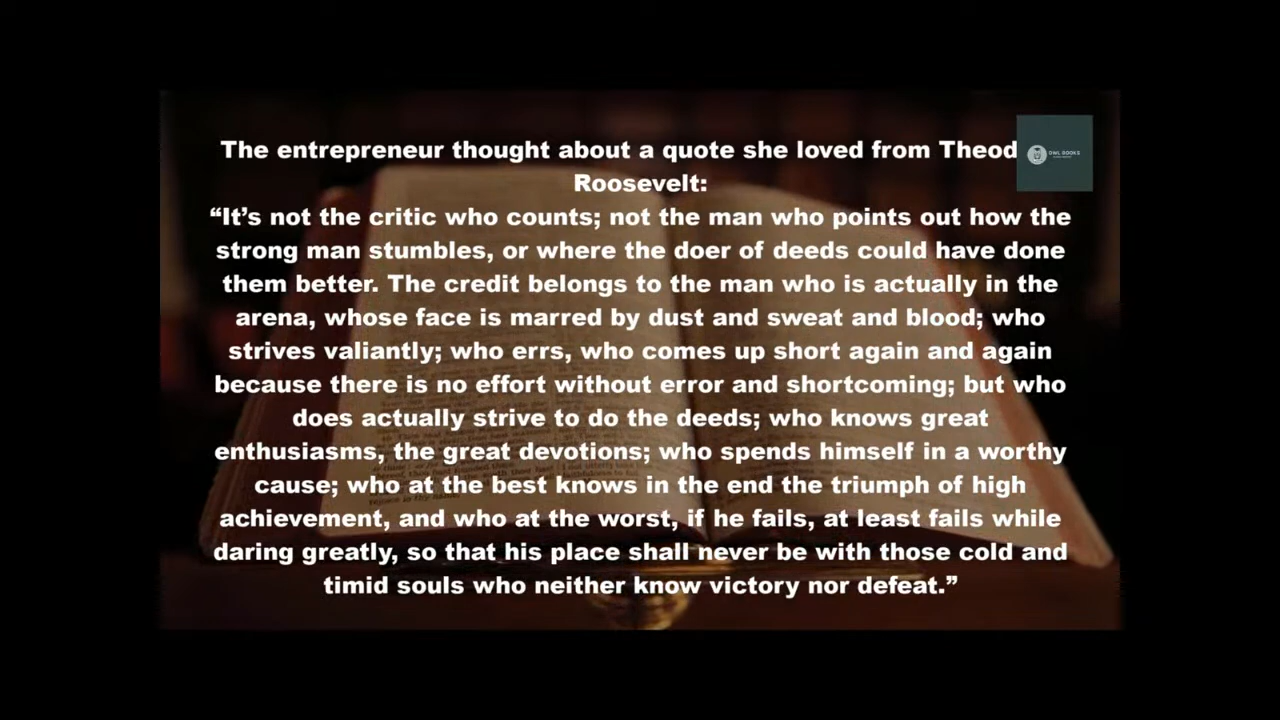 The entrepreneur thought about a quote she loved from Theod
Roosevelt:
“It’s not the critic who counts; not the man who points out how the
strong man stumbles, or where the doer of deeds could have done
them better. The credit belongs to the man who is actually in the
arena, whose face is marred by dust and sweat and blood; who
strives valiantly; who errs, who comes up short again and again
because there is no effort without error and shortcoming; but who
does actually strive to do the deeds; who knows great
enthusiasms, the great devotions; who spends himself in a worthy
cause; who at the best knows in the end the triumph of high
achievement, and who at the worst, if he fails, at least fails while
daring greatly, so that his place shall never be with those cold and
timid souls who neither know victory nor defeat.”
OWL BOOKS